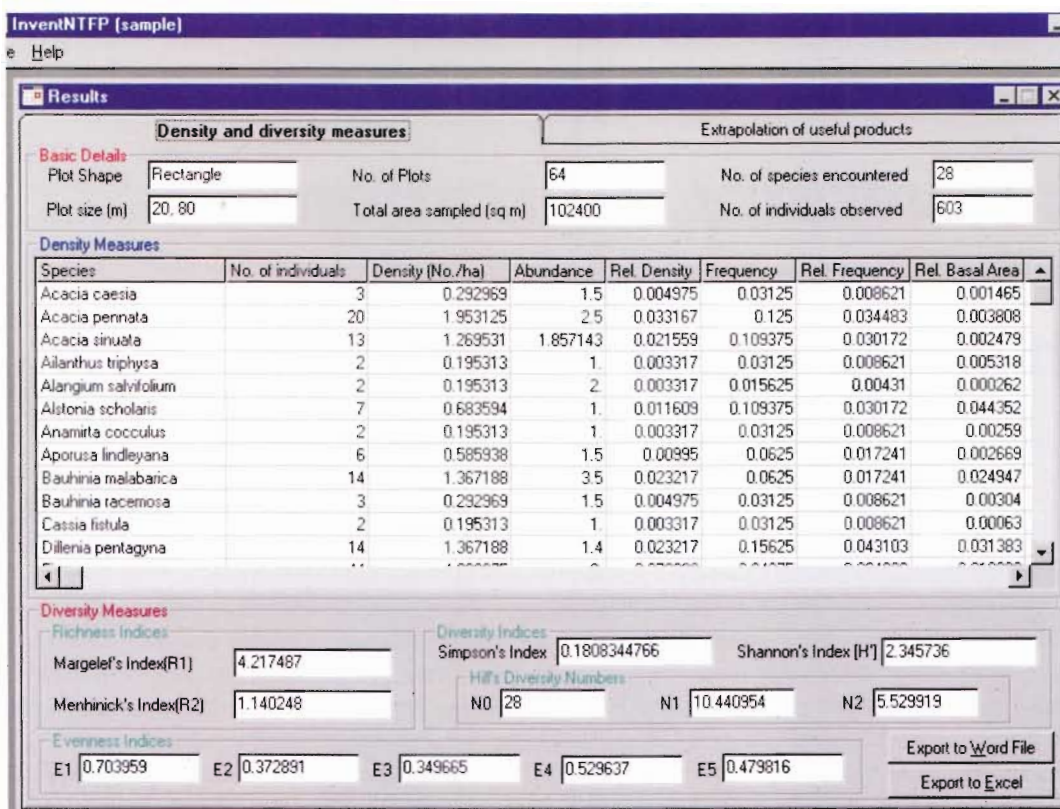 InventNTFP (sample)
e Help
Results
Density and diversity measures Extrapolation of useful products
Basic Details
Plot Shape Rectangle No. of Plots 64 No. of species encountered 28
Plot size (m) 20, 80 Total area sampled (sq m) 102400 No. of individuals observed 603
Density Measures
Species No. of individuals Density (No./ha) Abundance Rel. Density Frequency Rel. Frequency Rel. Basal Area
Acacia caesia 3 0.292969 1.5 0.004975 0.03125 0.008621 0.001465
Acacia pennata 20 1.953125 2.5 0.033167 0.125 0.034483 0.003808
Acacia sinuata 13 1.269531 1.857143 0.021559 0.109375 0.030172 0.002479
Ailanthus triphysa 2 0.195313 1. 0.003317 0.03125 0.008621 0.005318
Alangium salvifolium 2 0.195313 2. 0.003317 0.015625 0.00431 0.000262
Alstonia scholaris 7 0.683594 1. 0.011609 0.109375 0.030172 0.044352
Anamirta cocculus 2 0.195313 1. 0.003317 0.03125 0.008621 0.00259
Aporusa lindleyana 6 0.585938 1.5 0.00995 0.0625 0.017241 0.002669
Bauhinia malabarica 14 1.367188 3.5 0.023217 0.0625 0.017241 0.024947
Bauhinia racemosa 3 0.292969 1.5 0.004975 0.03125 0.008621 0.00304
Cassia fistula 2 0.195313 1. 0.003317 0.03125 0.008621 0.00063
Dillenia pentagyna 14 1.367188 1.4 0.023217 0.15625 0.043103 0.031383
Diversity Measures
Richness Indices Diversity Indices
Margelef's Index(R1) 4.217487 Simpson's Index 0.1808344766 Shannon's Index (H') 2.345736
Hill's Diversity Numbers
Menhinick's Index(R2) 1.140248 N0 28 N1 10.440954 N2 5.529919
Evenness Indices
E1 0.703959 E2 0.372891 E3 0.349665 E4 0.529637 E5 0.479816
Export to Word File
Export to Excel